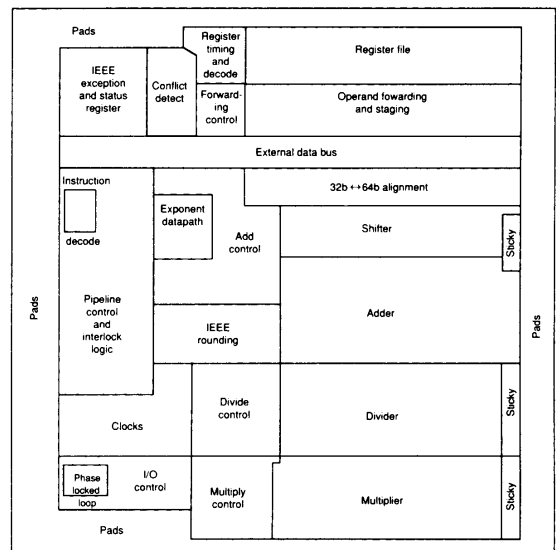 Pads
Register
timing
and
decode
Register file
IEEE
exception
and status
register
Conflict
detect
Forward-
ing
control
Operand fowarding
and staging
External data bus
Instruction
decode
32b ↔ 64b alignment
Exponent
datapath
Add
control
Shifter
Sticky
Pads
Pipeline
control
and
interlock
logic
Adder
Pads
IEEE
rounding
Clocks
Divide
control
Divider
Sticky
Phase
locked
loop
I/O
control
Multiply
control
Multiplier
Sticky
Pads